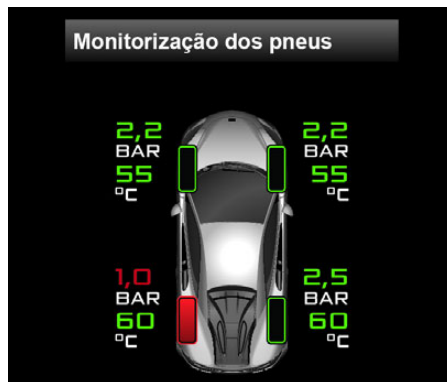 Monitorização dos pneus
2,2 2,2
BAR BAR
55 55
°C °C
1,0 2,5
BAR BAR
60 60
°C °C